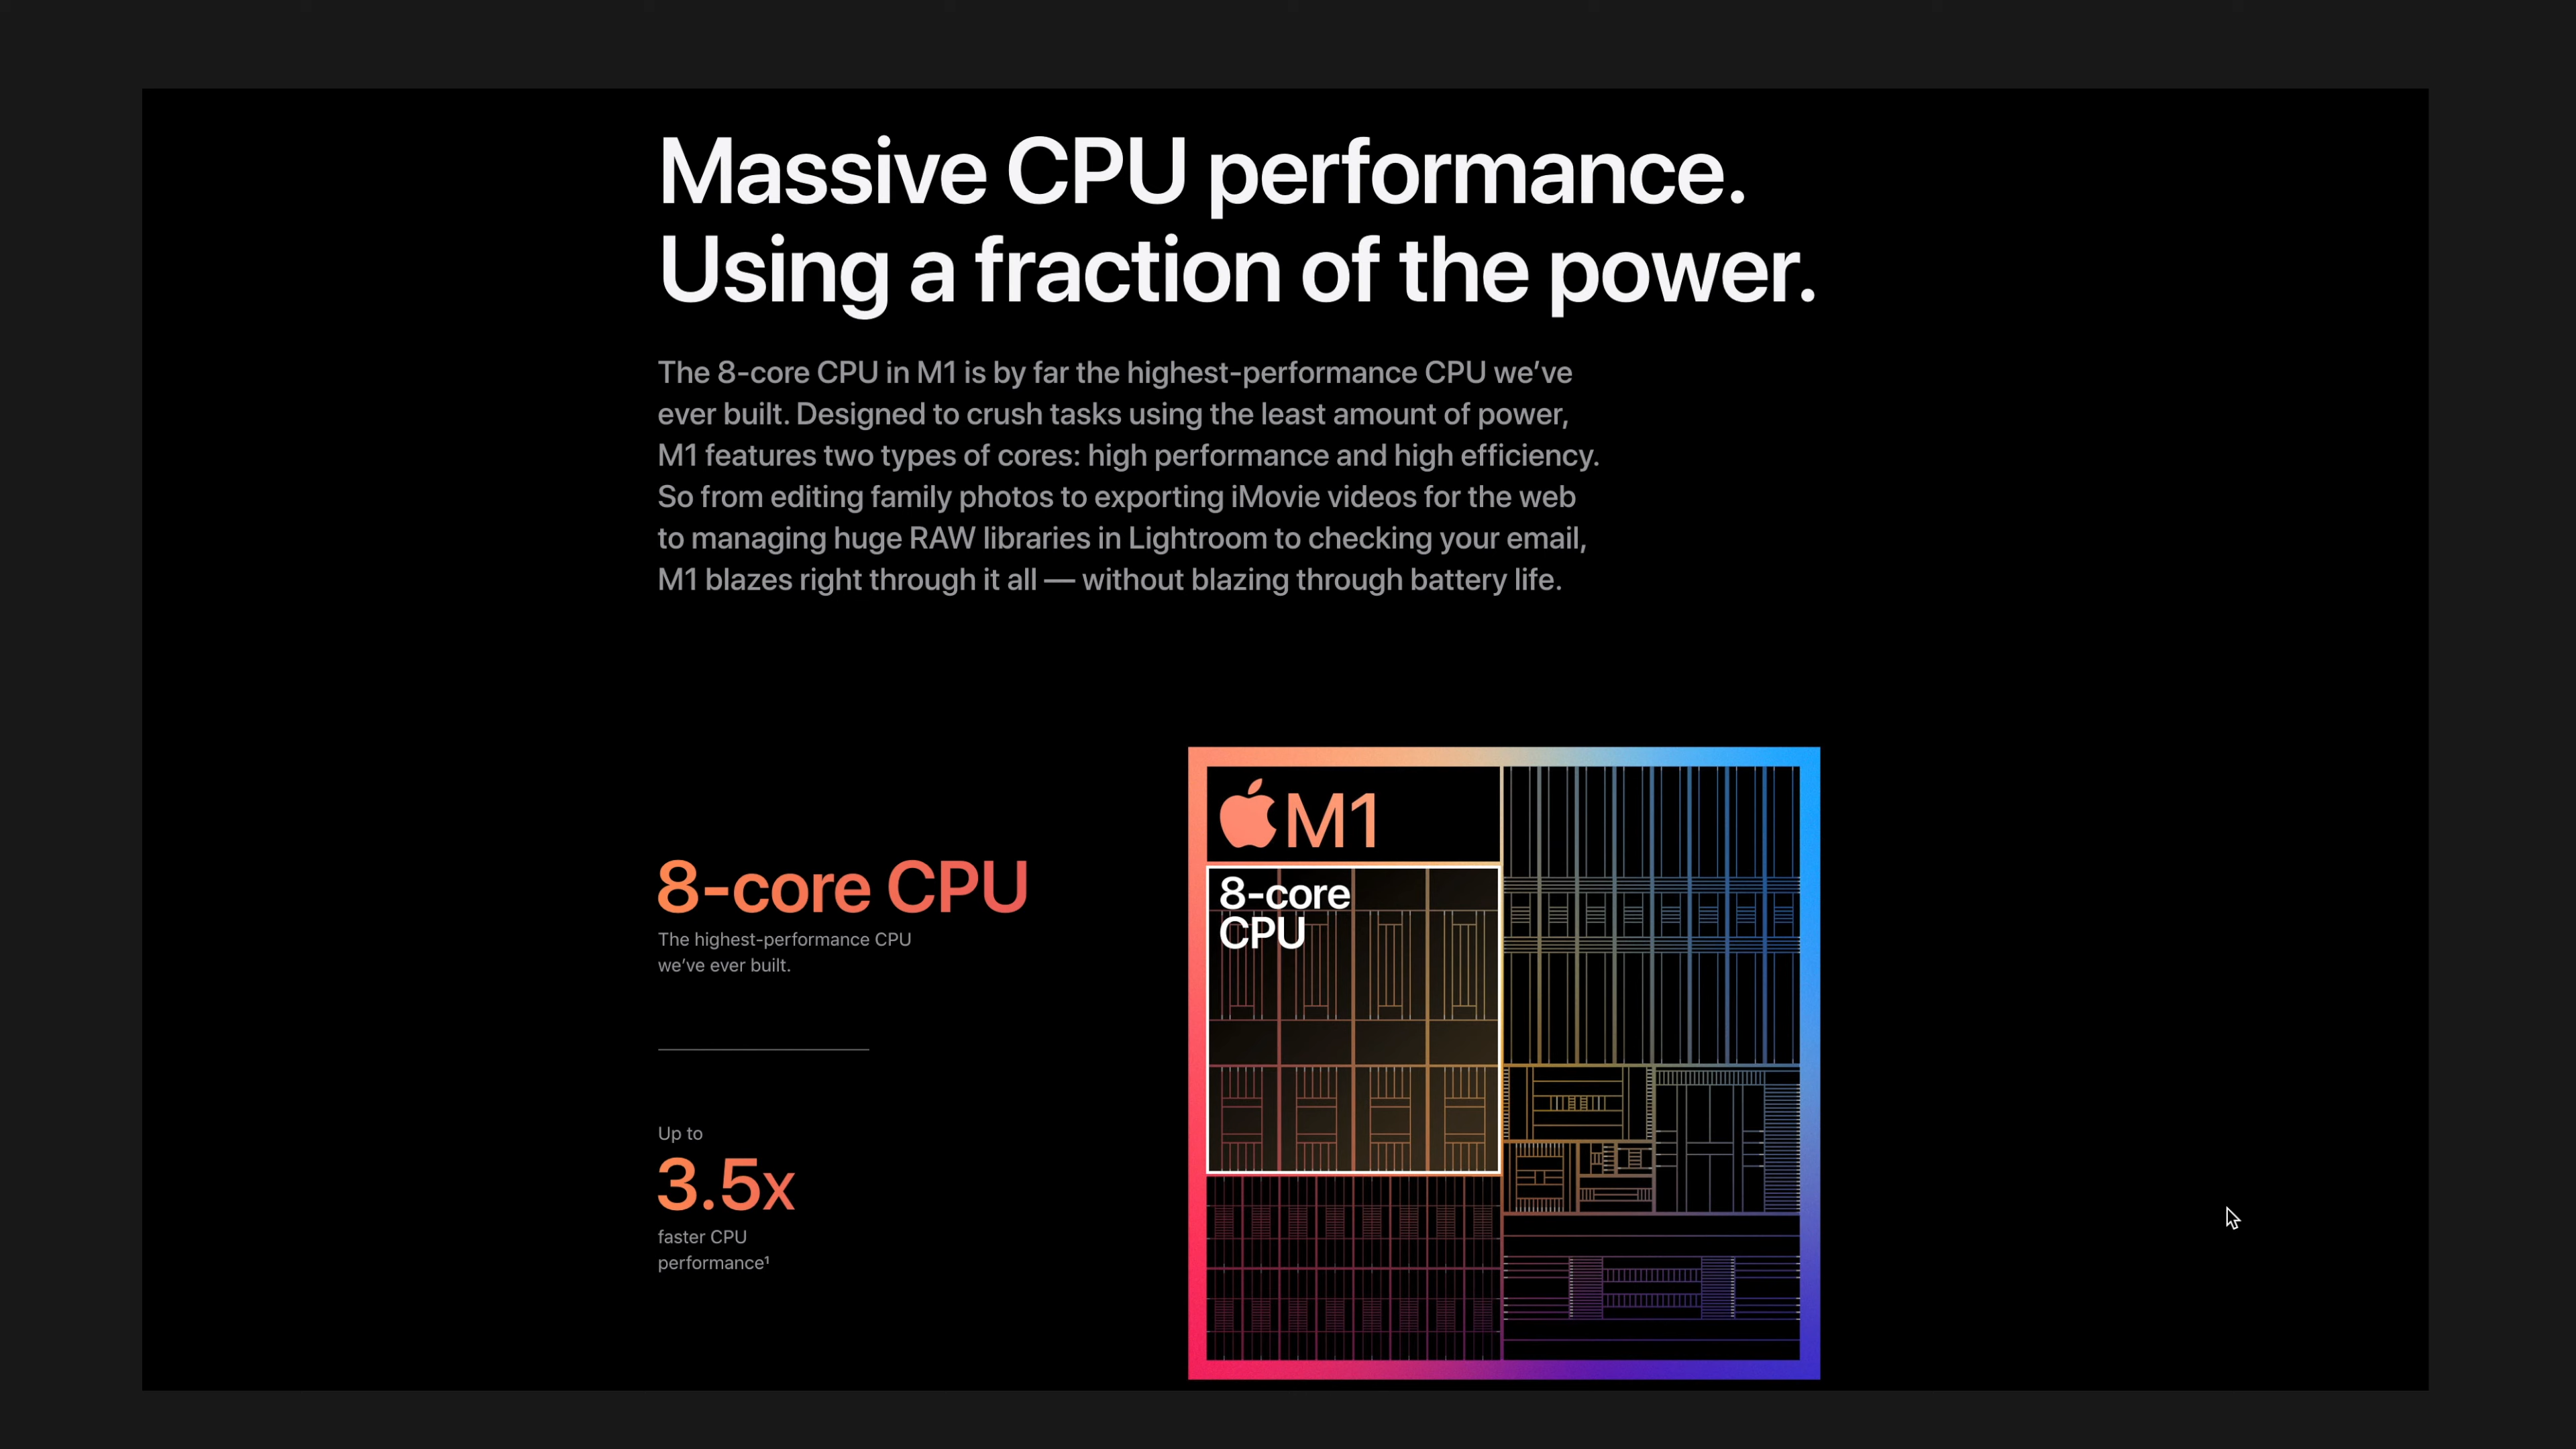 Massive CPU performance.
Using a fraction of the power.
The 8-core CPU in M1 is by far the highest-performance CPU we’ve
ever built. Designed to crush tasks using the least amount of power,
M1 features two types of cores: high performance and high efficiency.
So from editing family photos to exporting iMovie videos for the web
to managing huge RAW libraries in Lightroom to checking your email,
M1 blazes right through it all — without blazing through battery life.
8-core CPU
The highest-performance CPU
we’ve ever built.
Up to
3.5x
faster CPU
performance¹
M1
8-core
CPU